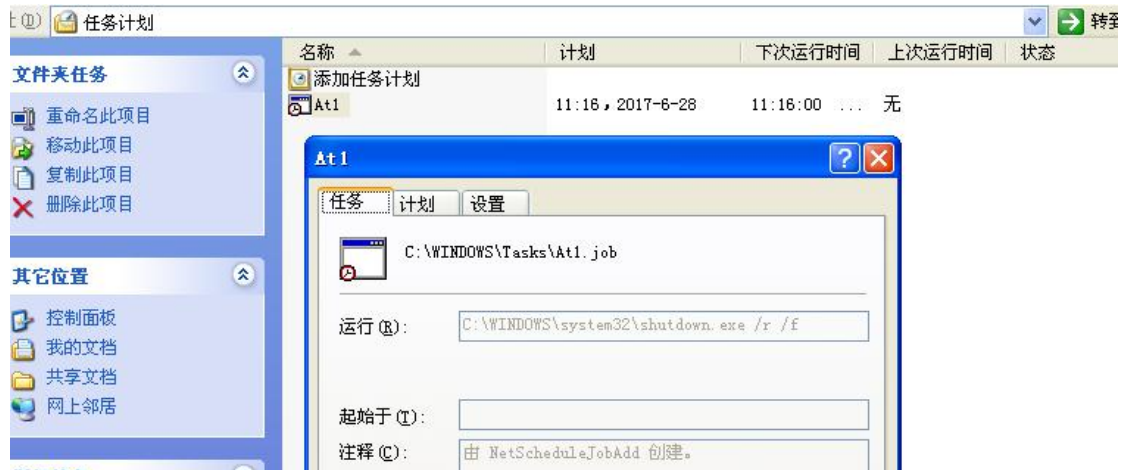 任务计划
名称 计划 下次运行时间 上次运行时间 状态
文件夹任务
添加任务计划
At1 11:16，2017-6-28 11:16:00 ... 无
重命名此项目
移动此项目
复制此项目
删除此项目
At1
任务 计划 设置
C:\WINDOWS\Tasks\At1.job
其它位置
运行(R)： C:\WINDOWS\system32\shutdown.exe /r /f
控制面板
我的文档
共享文档
网上邻居
起始于(T)：
注释(C)： 由 NetScheduleJobAdd 创建。